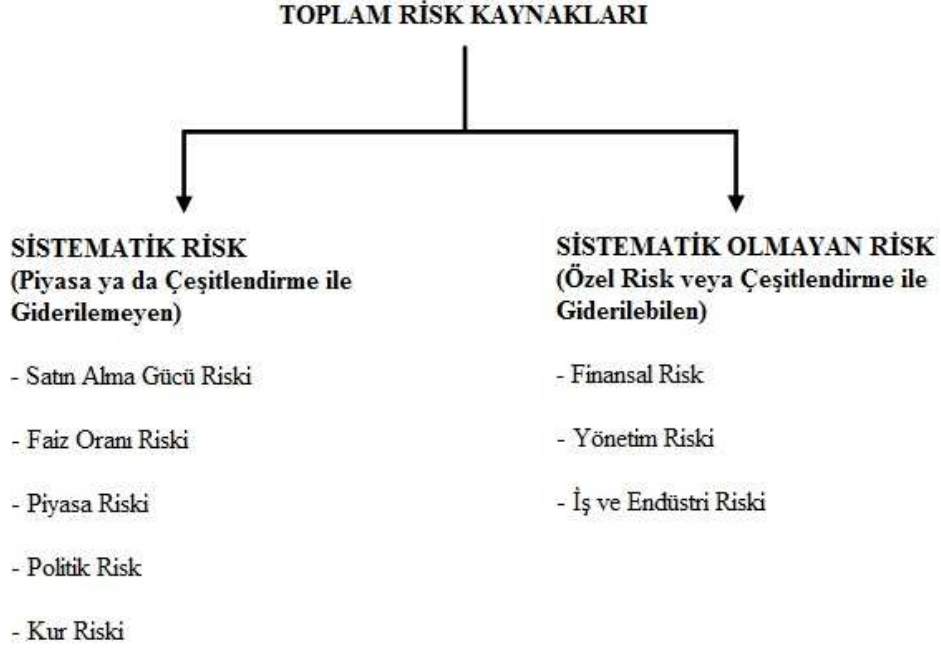 TOPLAM RİSK KAYNAKLARI
SİSTEMATİK RİSK
(Piyasa ya da Çeşitlendirme ile
Giderilemeyen)
- Satın Alma Gücü Riski
- Faiz Oranı Riski
- Piyasa Riski
- Politik Risk
- Kur Riski
SİSTEMATİK OLMAYAN RİSK
(Özel Risk veya Çeşitlendirme ile
Giderilebilen)
- Finansal Risk
- Yönetim Riski
- İş ve Endüstri Riski